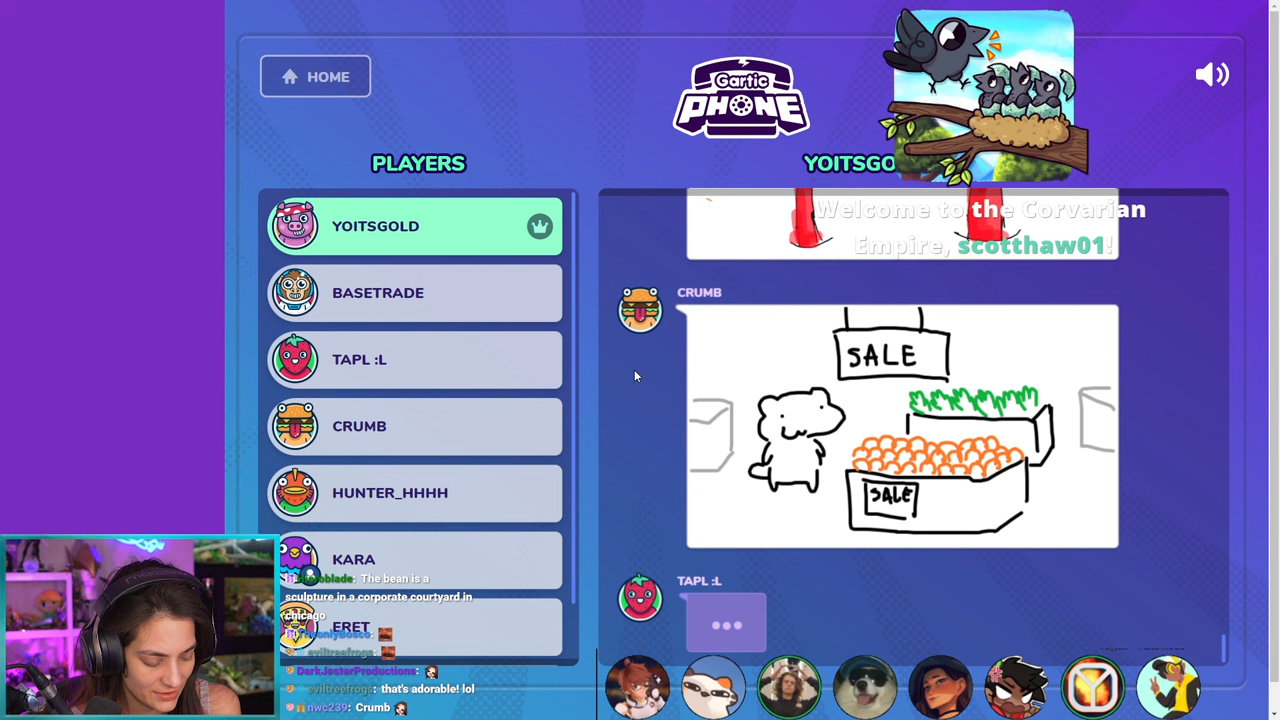 HOME
Gartic
PHONE
PLAYERS
YOITSGO
Welcome to the Corvarian
Empire, scotthaw01!
YOITSGOLD
BASETRADE
TAPL :L
CRUMB
HUNTER_HHHH
KARA
ERET
CRUMB
SALE
SALE
TAPL :L
...
The bean is a
sculpture in a corporate courtyard in
chicago
TheonlyBosco:
eviltreefrogs:
DarkJesterProductions:
eviltreefrogs: that's adorable! lol
nwc239: Crumb